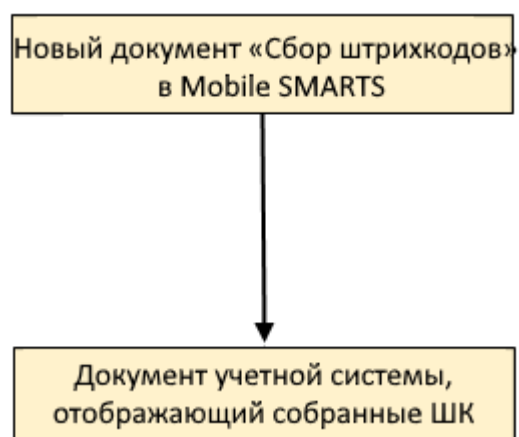 Новый документ «Сбор штрихкодов»
в Mobile SMARTS
Документ учетной системы,
отображающий собранные ШК